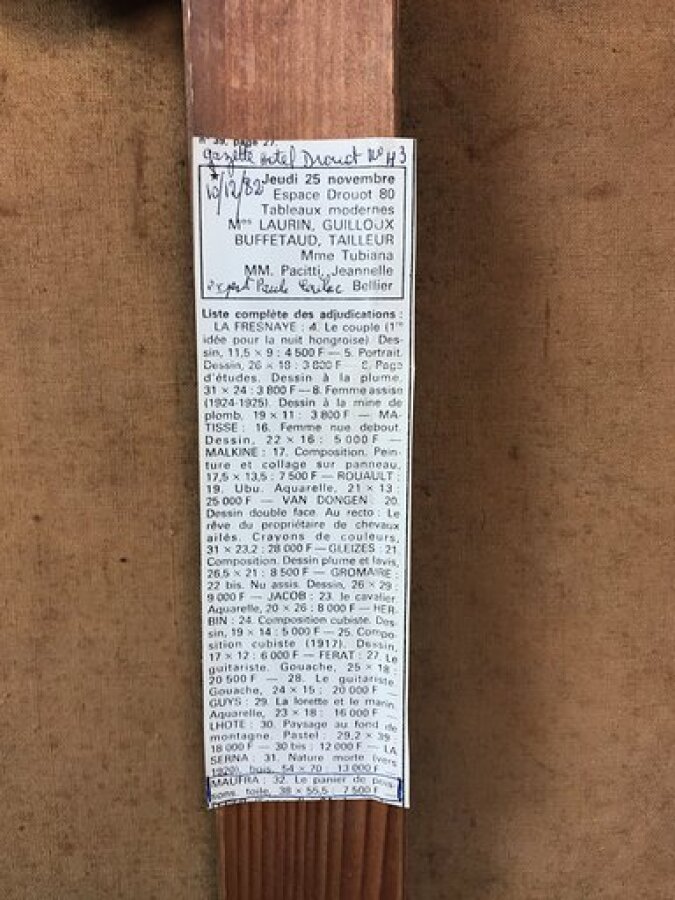 n° 39, page 27.
gazette hotel Drouot N° 43
10/12/82
Jeudi 25 novembre
Espace Drouot 80
Tableaux modernes
Mes LAURIN, GUILLOUX
BUFFETAUD, TAILLEUR
Mme Tubiana
MM. Pacitti, Jeannelle
expert Bellier
Liste complète des adjudications :
LA FRESNAYE : 4. Le couple (1re
idée pour la nuit hongroise) Des-
sin, 11,5 × 9 : 4 500 F — 5. Portrait.
Dessin, 26 × 18 : 3 800 F — 6. Page
d'études. Dessin à la plume,
31 × 24 : 3 800 F — 8. Femme assise
(1924-1925). Dessin à la mine de
plomb, 19 × 11 : 3 800 F — MA-
TISSE : 16. Femme nue debout.
Dessin, 22 × 16 : 5 000 F —
MALKINE : 17. Composition. Pein-
ture et collage sur panneau,
17,5 × 13,5 : 7 500 F — ROUAULT :
19. Ubu. Aquarelle, 21 × 13 :
25 000 F — VAN DONGEN : 20.
Dessin double face. Au recto : Le
rêve du propriétaire de chevaux
ailés. Crayons de couleurs,
31 × 23,2 : 28 000 F — GLEIZES : 21.
Composition. Dessin plume et lavis,
26,5 × 21 : 8 500 F — GROMAIRE :
22 bis. Nu assis. Dessin, 26 × 29 :
9 000 F — JACOB : 23. le cavalier.
Aquarelle, 20 × 26 : 8 000 F — HER-
BIN : 24. Composition cubiste. Des-
sin, 19 × 14 : 5 000 F — 25. Compo-
sition cubiste (1917). Dessin,
17 × 12 : 6 000 F — FERAT : 27. Le
guitariste. Gouache, 25 × 18 :
20 500 F — 28. Le guitariste.
Gouache, 24 × 15 : 20 000 F —
GUYS : 29. La lorette et le marin.
Aquarelle, 23 × 18 : 16 000 F —
LHOTE : 30. Paysage au fond de
montagne. Pastel : 29,2 × 39 :
18 000 F — 30 bis : 12 000 F — LA
SERNA : 31. Nature morte (vers
1920), huis, 54 × 70 : 13 000 F
MAUFRA : 32. Le panier de pois-
sons, toile, 38 × 55,5 : 7 500 F